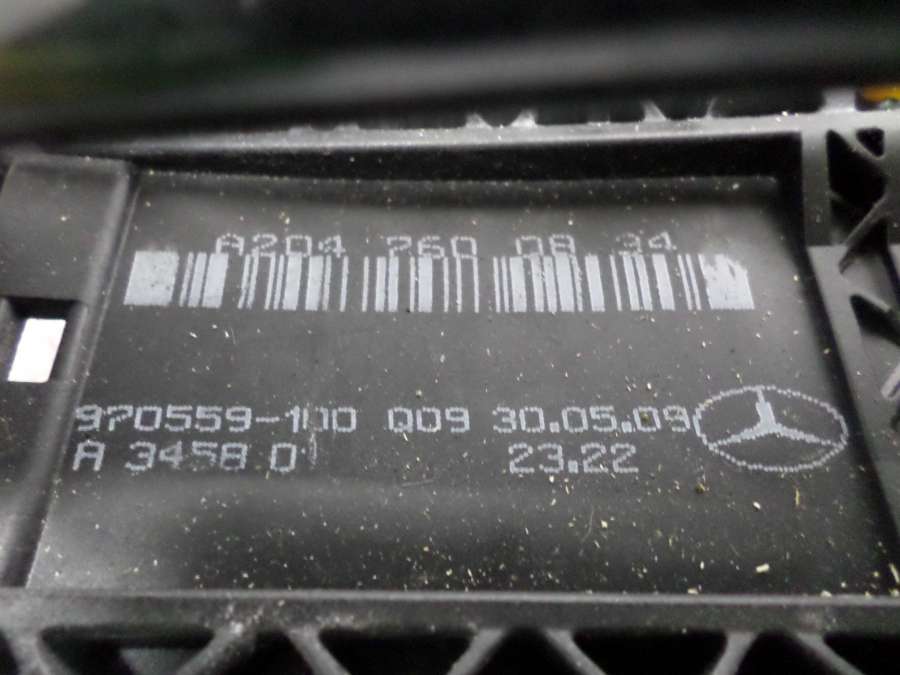 A204 760 08 34
970559-100 Q09 30.05.09
A 3458 01 23.22